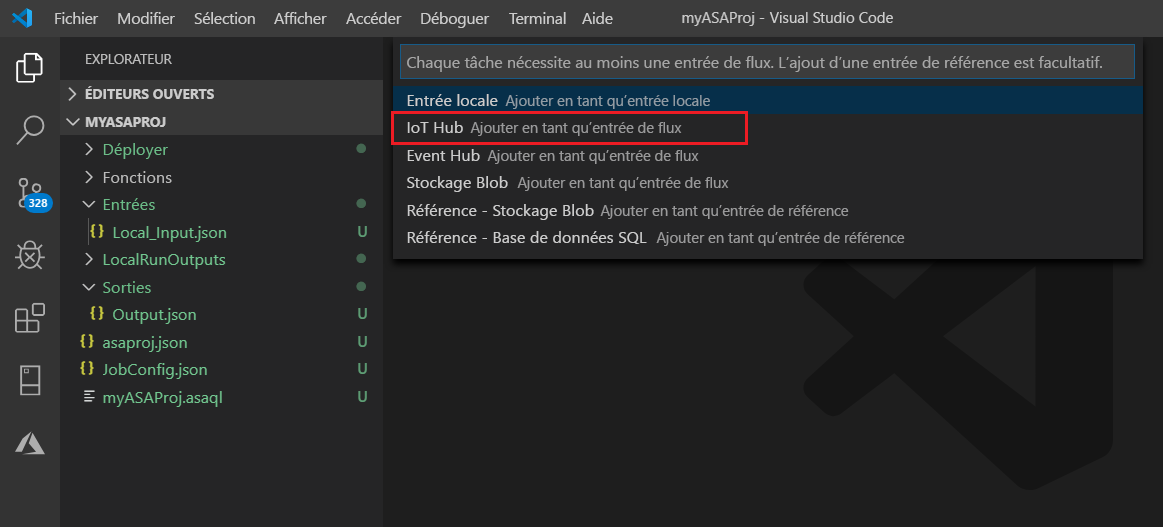 Fichier Modifier Sélection Afficher Accéder Déboguer Terminal Aide myASAProj - Visual Studio Code
EXPLORATEUR
ÉDITEURS OUVERTS
MYASAPROJ
Déployer
Fonctions
Entrées
{} Local_Input.json U
LocalRunOutputs
Sorties
{} Output.json U
{} asaproj.json U
{} JobConfig.json U
myASAProj.asaql U
328
Chaque tâche nécessite au moins une entrée de flux. L’ajout d’une entrée de référence est facultatif.
Entrée locale Ajouter en tant qu’entrée locale
IoT Hub Ajouter en tant qu’entrée de flux
Event Hub Ajouter en tant qu’entrée de flux
Stockage Blob Ajouter en tant qu’entrée de flux
Référence - Stockage Blob Ajouter en tant qu’entrée de référence
Référence - Base de données SQL Ajouter en tant qu’entrée de référence